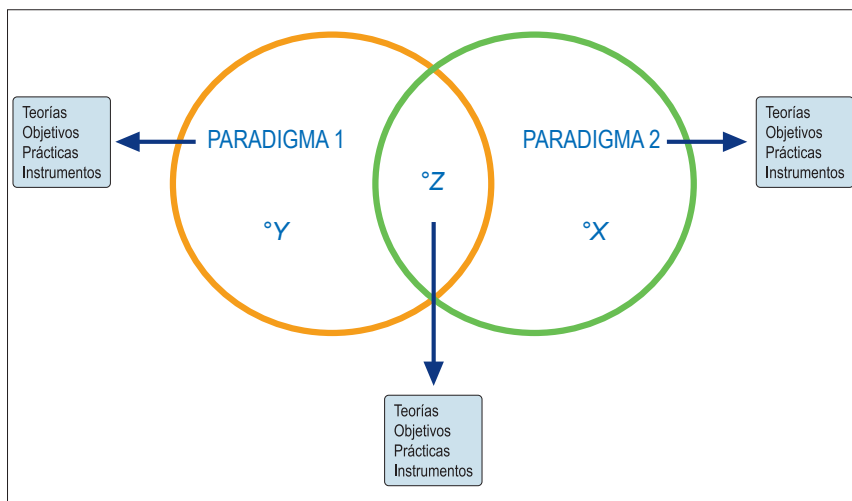 Teorías
Objetivos
Prácticas
Instrumentos
PARADIGMA 1
PARADIGMA 2
Teorías
Objetivos
Prácticas
Instrumentos
°Z
°Y
°X
Teorías
Objetivos
Prácticas
Instrumentos